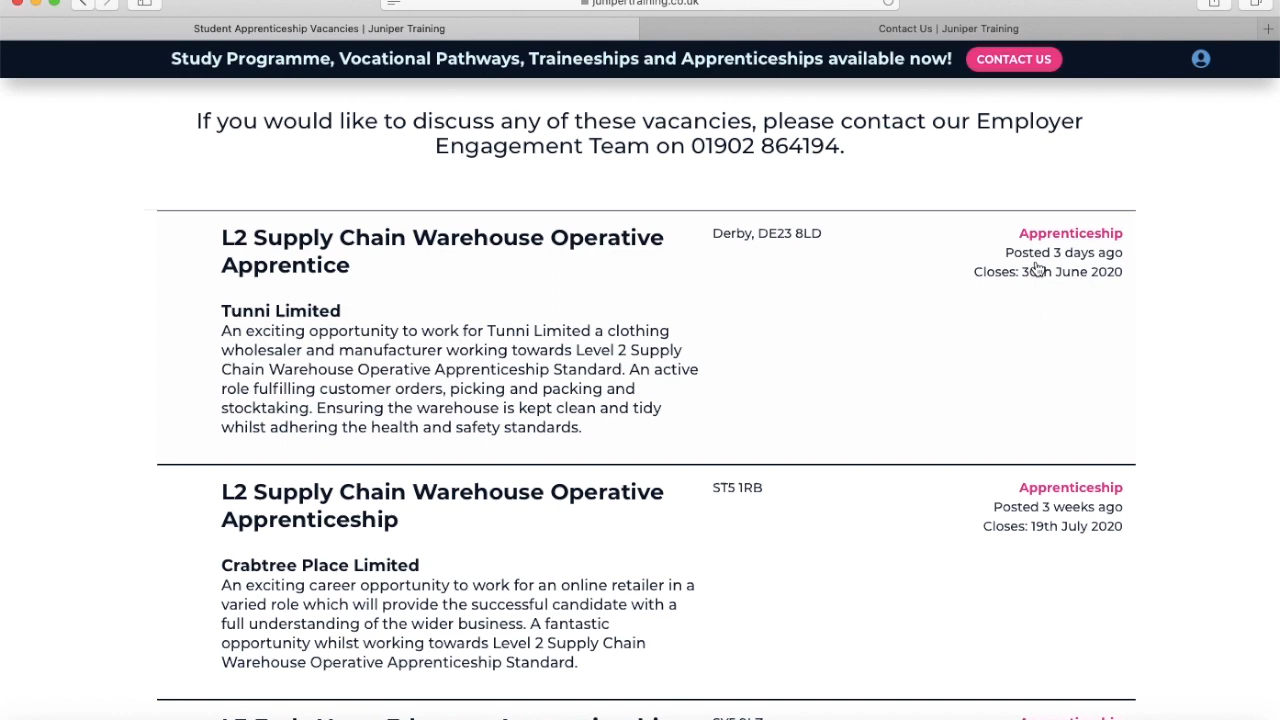 junipertraining.co.uk
Student Apprenticeship Vacancies | Juniper Training
Contact Us | Juniper Training
Study Programme, Vocational Pathways, Traineeships and Apprenticeships available now!
CONTACT US
If you would like to discuss any of these vacancies, please contact our Employer
Engagement Team on 01902 864194.
L2 Supply Chain Warehouse Operative
Apprentice
Derby, DE23 8LD
Apprenticeship
Posted 3 days ago
Closes: 30th June 2020
Tunni Limited
An exciting opportunity to work for Tunni Limited a clothing
wholesaler and manufacturer working towards Level 2 Supply
Chain Warehouse Operative Apprenticeship Standard. An active
role fulfilling customer orders, picking and packing and
stocktaking. Ensuring the warehouse is kept clean and tidy
whilst adhering the health and safety standards.
L2 Supply Chain Warehouse Operative
Apprenticeship
ST5 1RB
Apprenticeship
Posted 3 weeks ago
Closes: 19th July 2020
Crabtree Place Limited
An exciting career opportunity to work for an online retailer in a
varied role which will provide the successful candidate with a
full understanding of the wider business. A fantastic
opportunity whilst working towards Level 2 Supply Chain
Warehouse Operative Apprenticeship Standard.